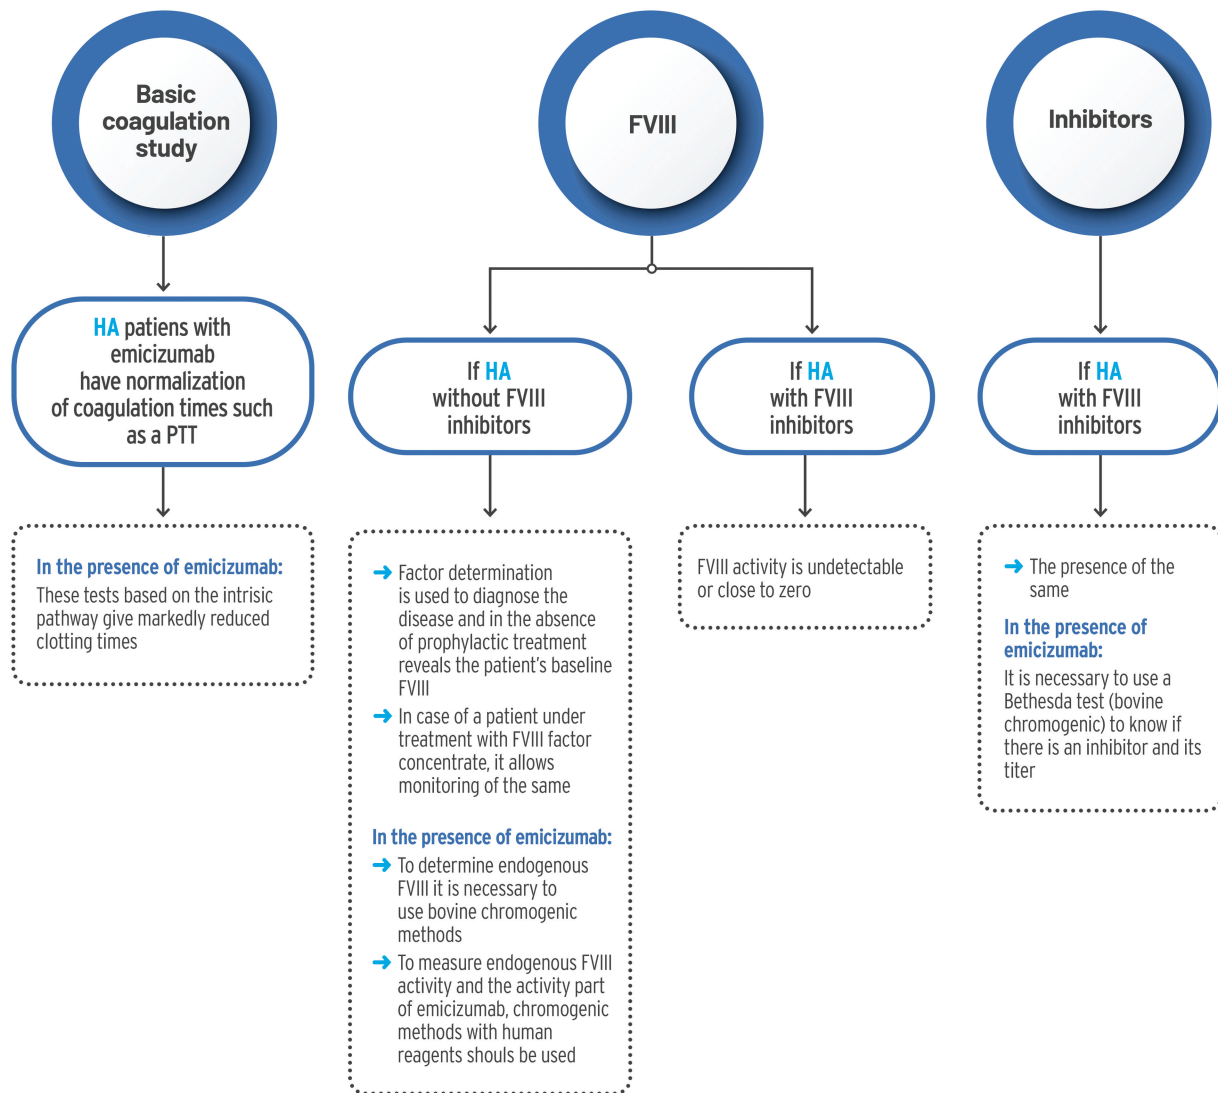 Basic
coagulation
study
HA patiens with
emicizumab
have normalization
of coagulation times such
as a PTT
In the presence of emicizumab:
These tests based on the intrisic
pathway give markedly reduced
clotting times
FVIII
If HA
without FVIII
inhibitors
Factor determination
is used to diagnose the
disease and in the absence
of prophylactic treatment
reveals the patient's baseline
FVIII
In case of a patient under
treatment with FVIII factor
concentrate, it allows
monitoring of the same
In the presence of emicizumab:
To determine endogenous
FVIII it is necessary to
use bovine chromogenic
methods
To measure endogenous FVIII
activity and the activity part
of emicizumab, chromogenic
methods with human
reagents shouls be used
If HA
with FVIII
inhibitors
FVIII activity is undetectable
or close to zero
Inhibitors
If HA
with FVIII
inhibitors
The presence of the
same
In the presence of
emicizumab:
It is necessary to use a
Bethesda test (bovine
chromogenic) to know if
there is an inhibitor and its
titer